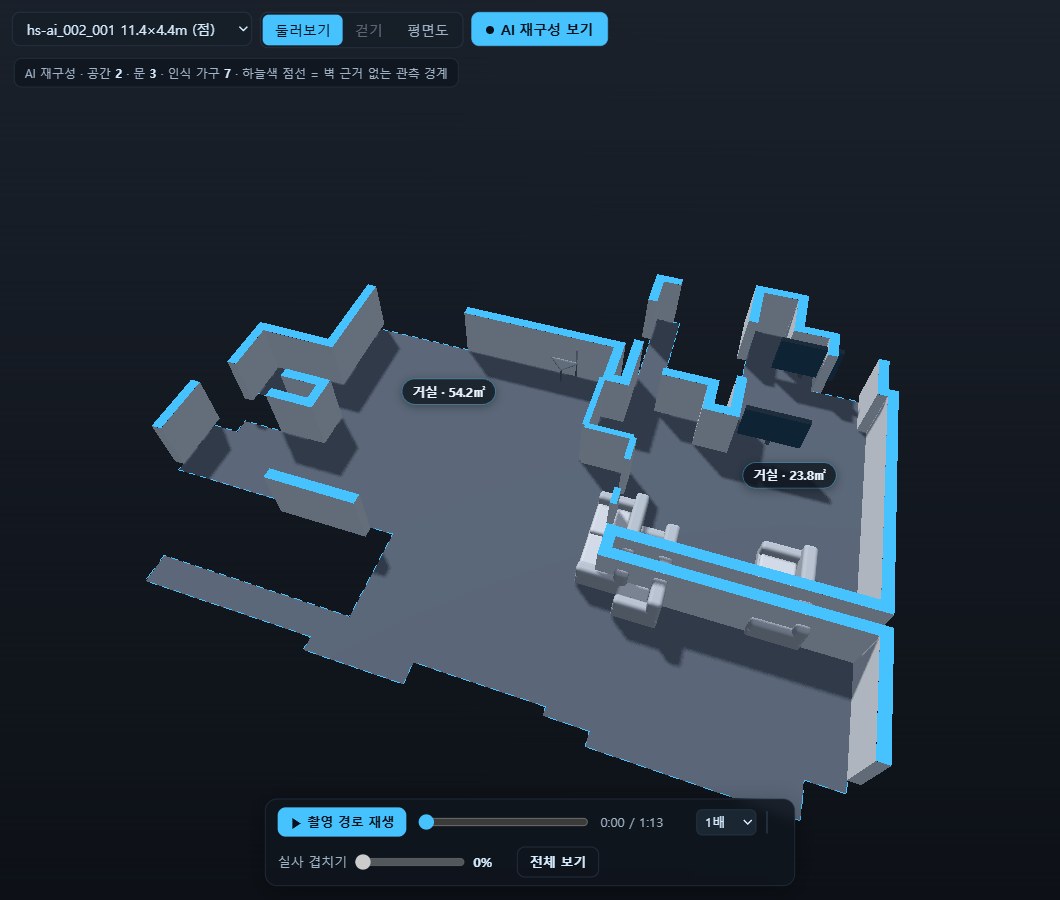 hs-ai_002_001 11.4×4.4m (점)
둘러보기
걷기
평면도
● AI 재구성 보기
AI 재구성 · 공간 2 · 문 3 · 인식 가구 7 · 하늘색 점선 = 벽 근거 없는 관측 경계
거실 · 54.2㎡
거실 · 23.8㎡
▶ 촬영 경로 재생
0:00 / 1:13
1배
실사 겹치기
0%
전체 보기